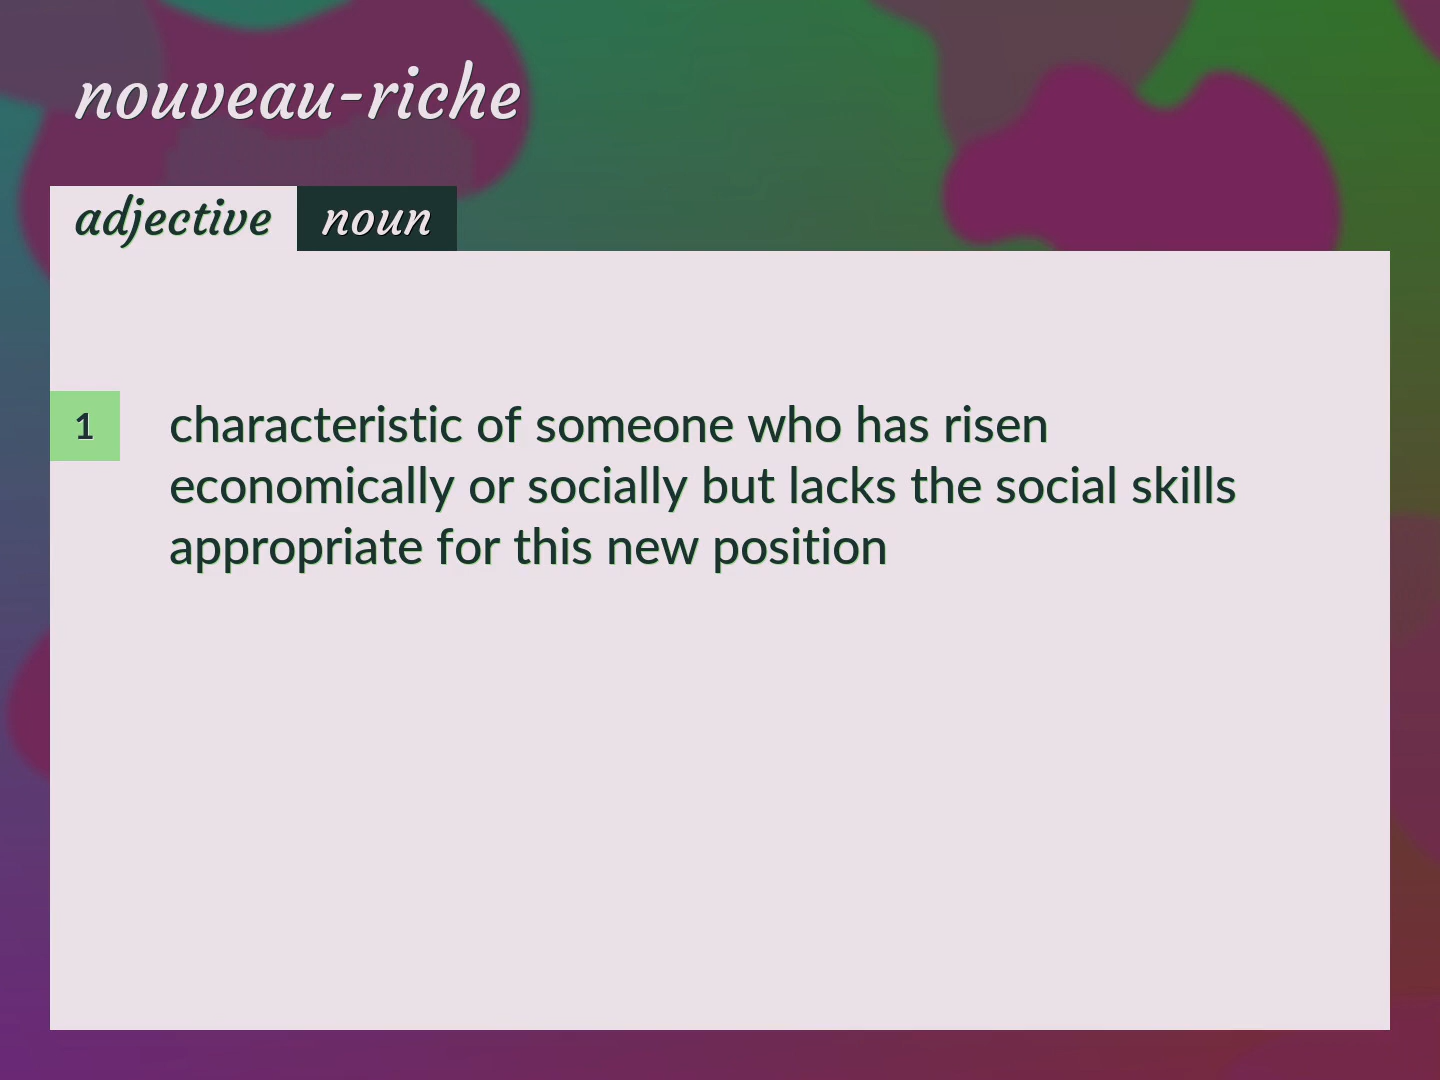 nouveau-riche
adjective noun
1 characteristic of someone who has risen
economically or socially but lacks the social skills
appropriate for this new position